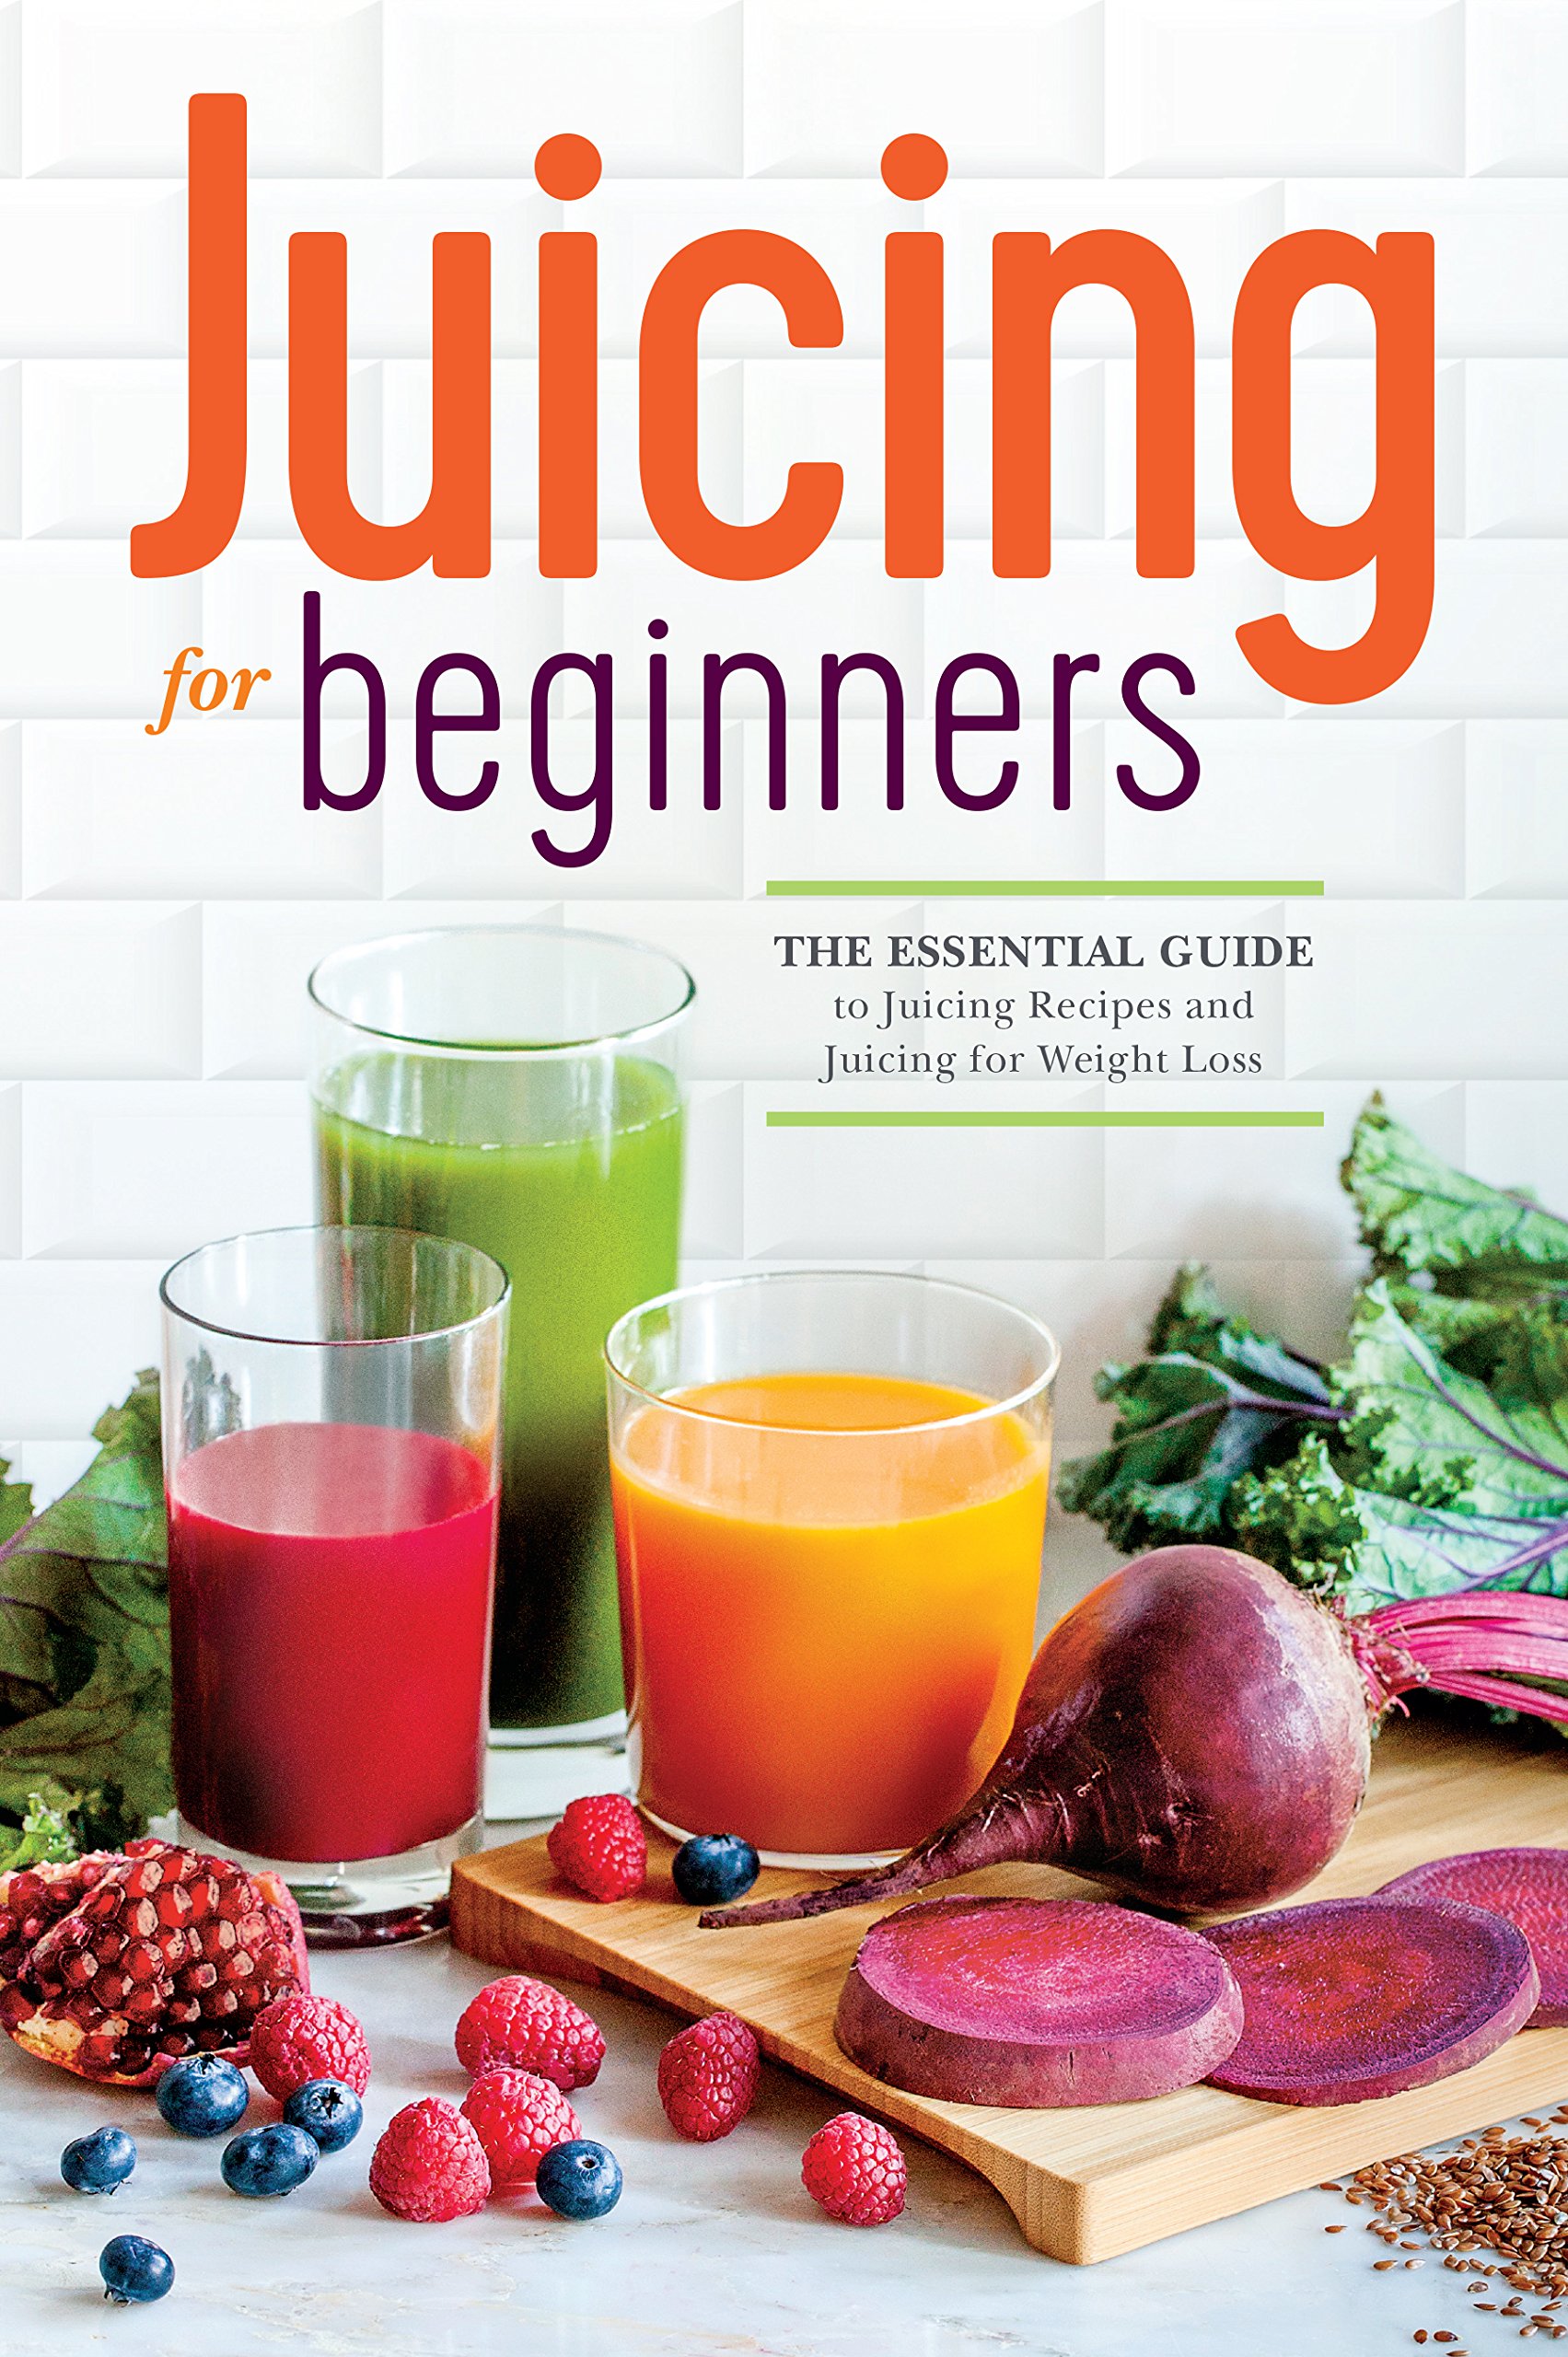 Juicing
for beginners
THE ESSENTIAL GUIDE
to Juicing Recipes and
Juicing for Weight Loss